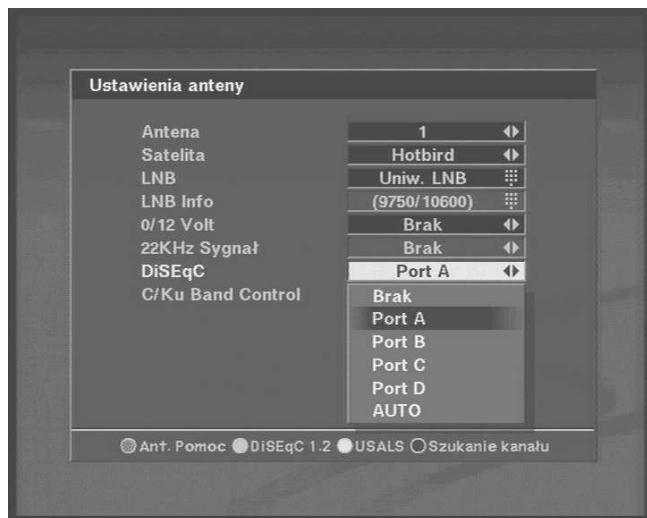 Ustawienia anteny
Antena 1
Satelita Hotbird
LNB Uniw. LNB
LNB Info (9750/10600)
0/12 Volt Brak
22KHz Sygnał Brak
DiSEqC Port A
C/Ku Band Control
Brak
Port A
Port B
Port C
Port D
AUTO
Ant. Pomoc DiSEqC 1.2 USALS Szukanie kanału